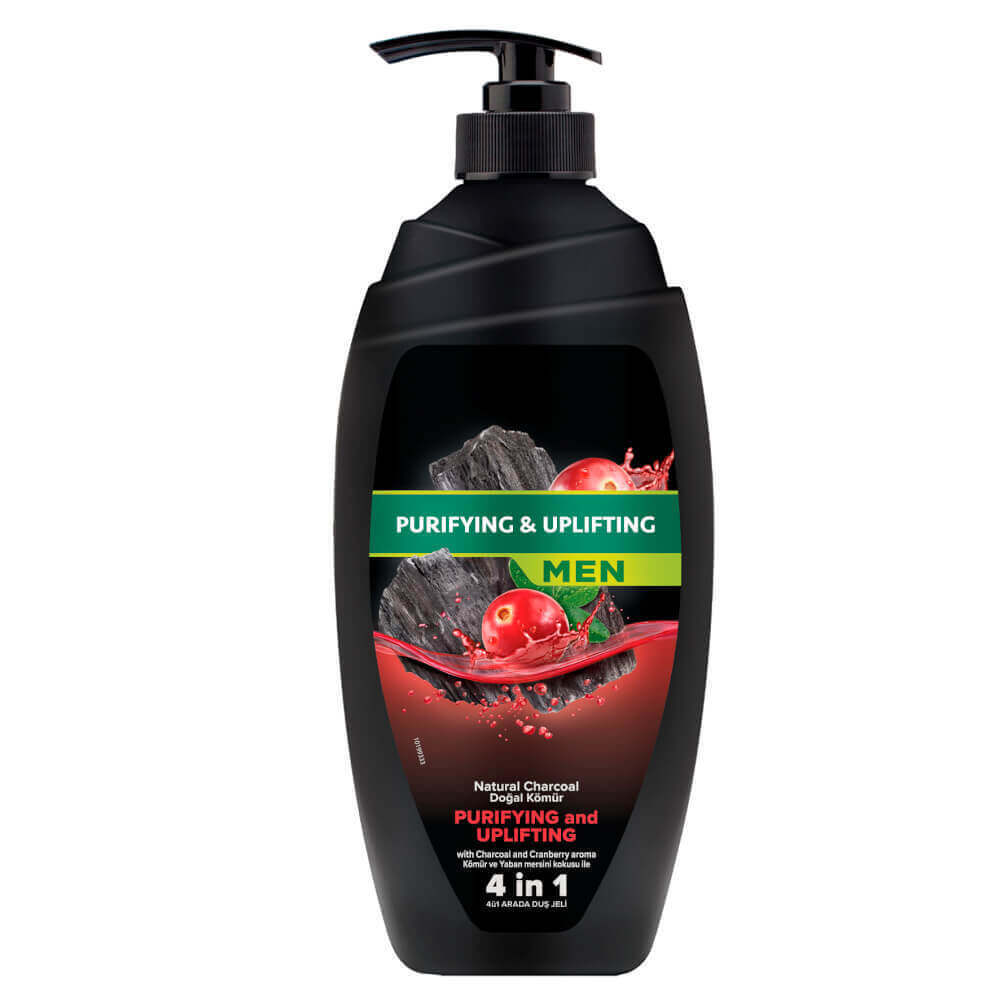 PURIFYING & UPLIFTING
MEN
10199333
Natural Charcoal
Doğal Kömür
PURIFYING and
UPLIFTING
with Charcoal and Cranberry aroma
Kömür ve Yaban mersini kokusu ile
4 in 1
4ü1 ARADA DUŞ JELİ